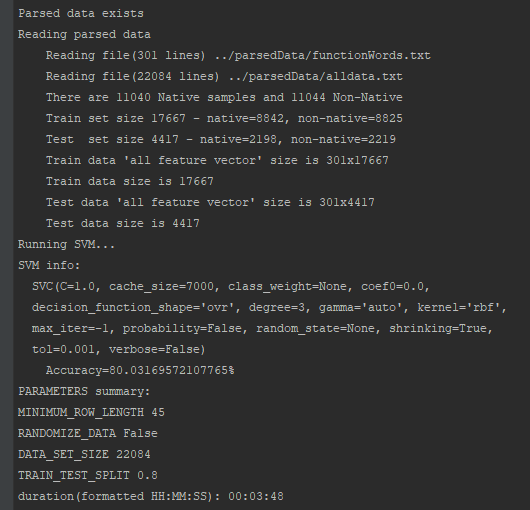 Parsed data exists
Reading parsed data
Reading file(301 lines) ../parsedData/functionWords.txt
Reading file(22084 lines) ../parsedData/alldata.txt
There are 11040 Native samples and 11044 Non-Native
Train set size 17667 - native=8842, non-native=8825
Test  set size 4417 - native=2198, non-native=2219
Train data 'all feature vector' size is 301x17667
Train data size is 17667
Test data 'all feature vector' size is 301x4417
Test data size is 4417
Running SVM...
SVM info:
SVC(C=1.0, cache_size=7000, class_weight=None, coef0=0.0,
decision_function_shape='ovr', degree=3, gamma='auto', kernel='rbf',
max_iter=-1, probability=False, random_state=None, shrinking=True,
tol=0.001, verbose=False)
Accuracy=80.03169572107765%
PARAMETERS summary:
MINIMUM_ROW_LENGTH 45
RANDOMIZE_DATA False
DATA_SET_SIZE 22084
TRAIN_TEST_SPLIT 0.8
duration(formatted HH:MM:SS): 00:03:48